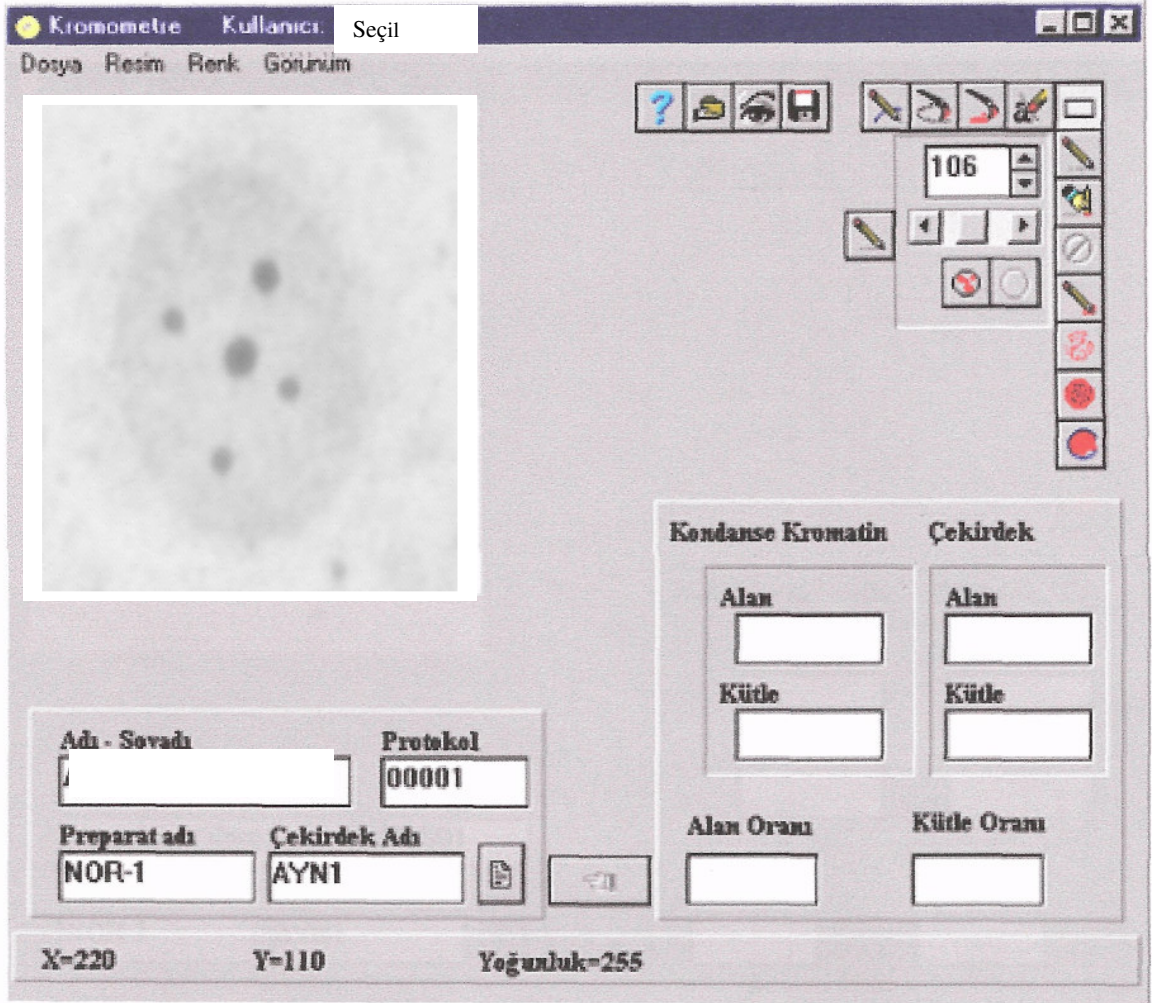 Kromometre Kullanıcı: Seçil
Dosya Resim Renk Görünüm
106
Kondanse Kromatin Çekirdek
Alan Alan
Kütle Kütle
Adı - Soyadı Protokol
00001
Preparat adı Çekirdek Adı
NOR-1 AYN1
Alan Oranı Kütle Oranı
X=220 Y=110 Yoğunluk=255